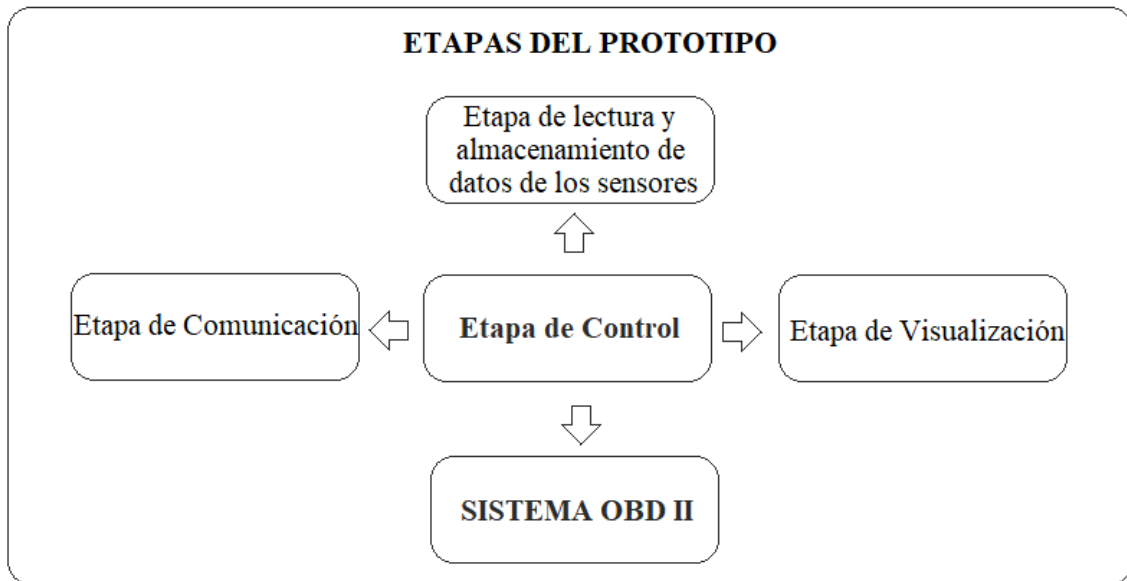 ETAPAS DEL PROTOTIPO
Etapa de lectura y
almacenamiento de
datos de los sensores
Etapa de Comunicación
Etapa de Control
Etapa de Visualización
SISTEMA OBD II